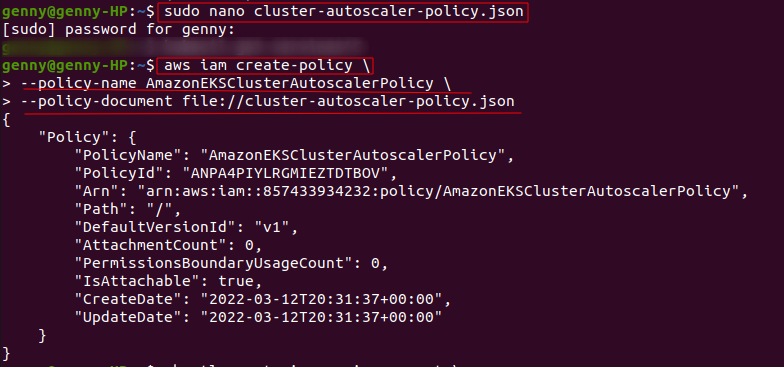 genny@genny-HP:~$ sudo nano cluster-autoscaler-policy.json
[sudo] password for genny:
genny@genny-HP:~$ aws iam create-policy \
> --policy-name AmazonEKSClusterAutoscalerPolicy \
> --policy-document file://cluster-autoscaler-policy.json
{
    "Policy": {
        "PolicyName": "AmazonEKSClusterAutoscalerPolicy",
        "PolicyId": "ANPA4PIYLRGMIEZTDTBOV",
        "Arn": "arn:aws:iam::857433934232:policy/AmazonEKSClusterAutoscalerPolicy",
        "Path": "/",
        "DefaultVersionId": "v1",
        "AttachmentCount": 0,
        "PermissionsBoundaryUsageCount": 0,
        "IsAttachable": true,
        "CreateDate": "2022-03-12T20:31:37+00:00",
        "UpdateDate": "2022-03-12T20:31:37+00:00"
    }
}